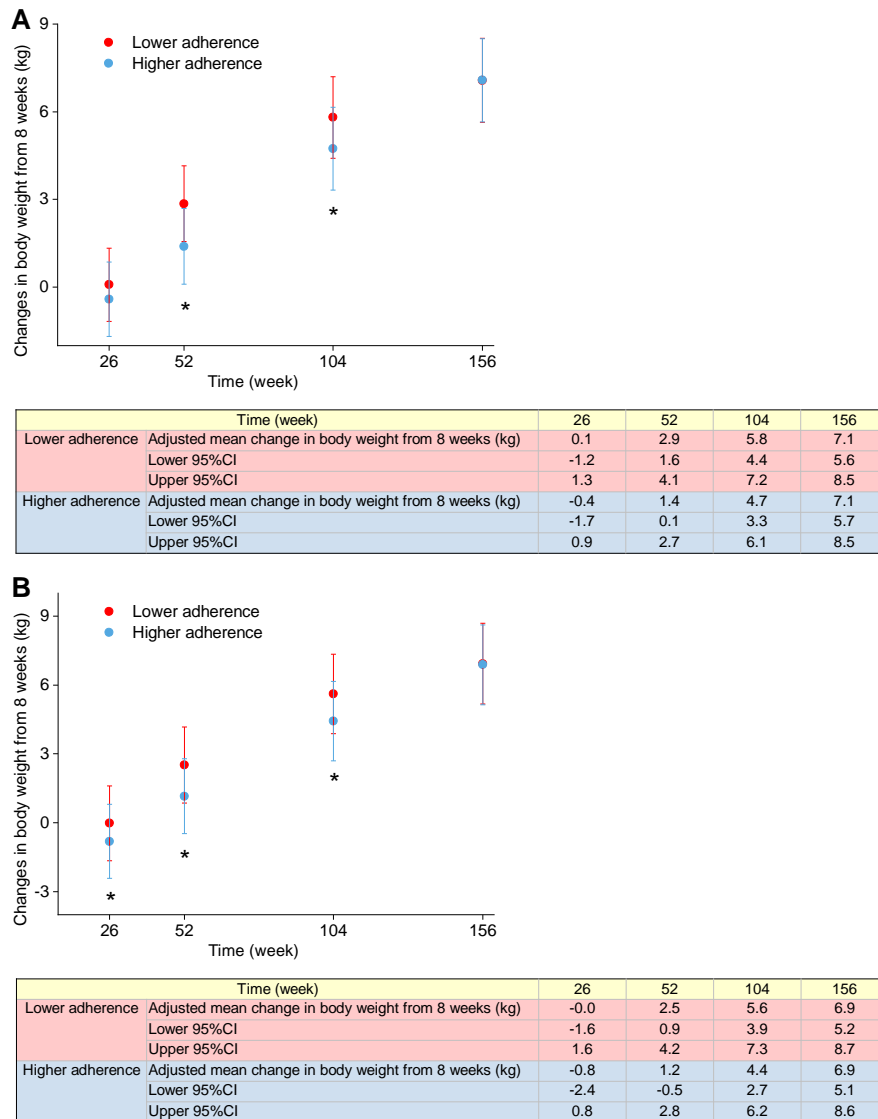 A
Changes in body weight from 8 weeks (kg)
Lower adherence
Higher adherence
9
6
3
0
*
*
26 52 104 156
Time (week)
Time (week) 26 52 104 156
Lower adherence Adjusted mean change in body weight from 8 weeks (kg) 0.1 2.9 5.8 7.1
Lower 95%CI -1.2 1.6 4.4 5.6
Upper 95%CI 1.3 4.1 7.2 8.5
Higher adherence Adjusted mean change in body weight from 8 weeks (kg) -0.4 1.4 4.7 7.1
Lower 95%CI -1.7 0.1 3.3 5.7
Upper 95%CI 0.9 2.7 6.1 8.5
B
Changes in body weight from 8 weeks (kg)
Lower adherence
Higher adherence
9
6
3
0
-3
*
*
*
26 52 104 156
Time (week)
Time (week) 26 52 104 156
Lower adherence Adjusted mean change in body weight from 8 weeks (kg) -0.0 2.5 5.6 6.9
Lower 95%CI -1.6 0.9 3.9 5.2
Upper 95%CI 1.6 4.2 7.3 8.7
Higher adherence Adjusted mean change in body weight from 8 weeks (kg) -0.8 1.2 4.4 6.9
Lower 95%CI -2.4 -0.5 2.7 5.1
Upper 95%CI 0.8 2.8 6.2 8.6